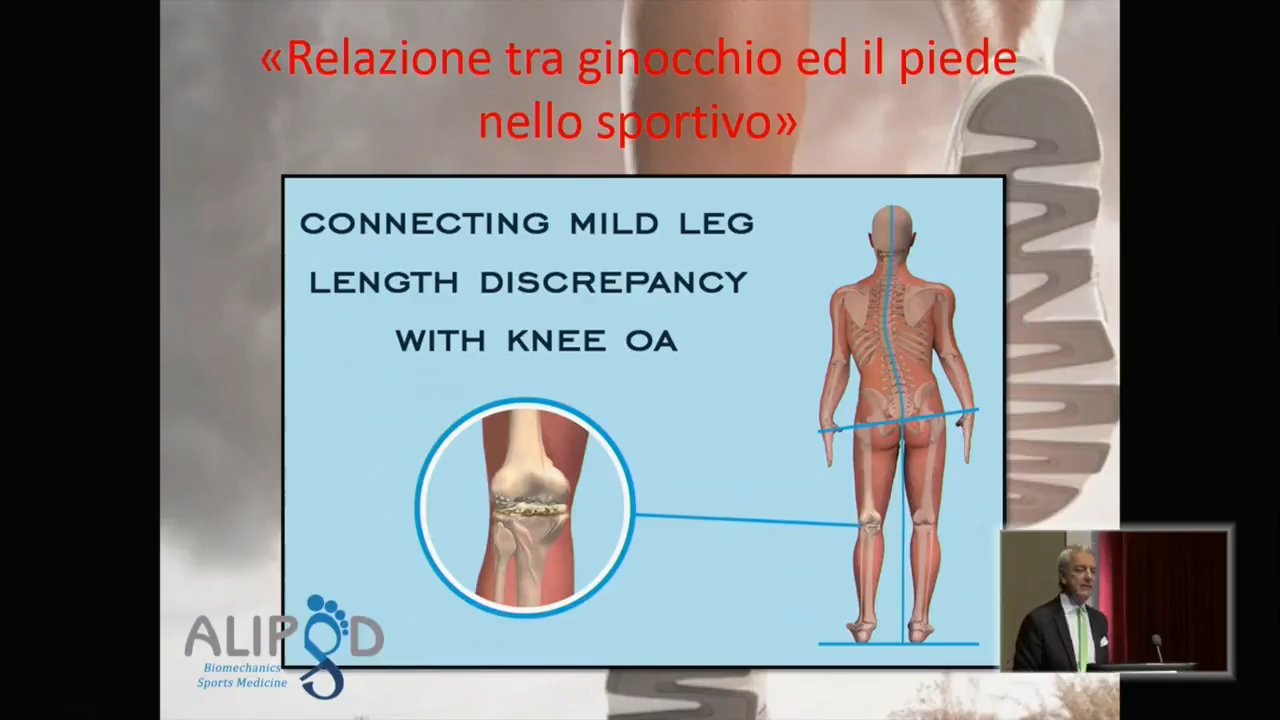 «Relazione tra ginocchio ed il piede
nello sportivo»
CONNECTING MILD LEG
LENGTH DISCREPANCY
WITH KNEE OA
ALIPOD
Biomechanics
Sports Medicine